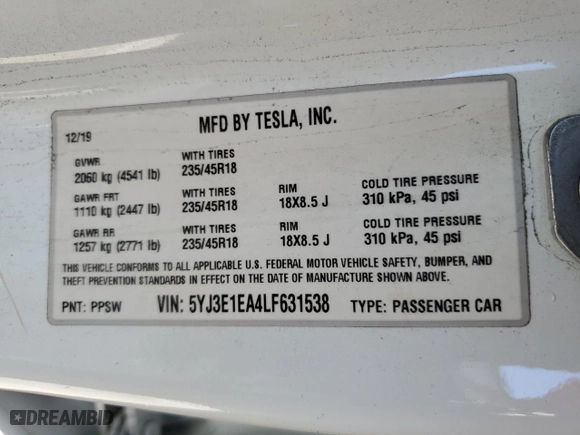 MFD BY TESLA, INC.
12/19
GVWR WITH TIRES
2060 kg (4541 lb) 235/45R18
GAWR FRT WITH TIRES RIM COLD TIRE PRESSURE
1110 kg (2447 lb) 235/45R18 18X8.5 J 310 kPa, 45 psi
GAWR RR WITH TIRES RIM COLD TIRE PRESSURE
1257 kg (2771 lb) 235/45R18 18X8.5 J 310 kPa, 45 psi
THIS VEHICLE CONFORMS TO ALL APPLICABLE U.S. FEDERAL MOTOR VEHICLE SAFETY, BUMPER, AND
THEFT PREVENTION STANDARDS IN EFFECT ON THE DATE OF MANUFACTURE SHOWN ABOVE.
PNT: PPSW VIN: 5YJ3E1EA4LF631538 TYPE: PASSENGER CAR
DREAMBID